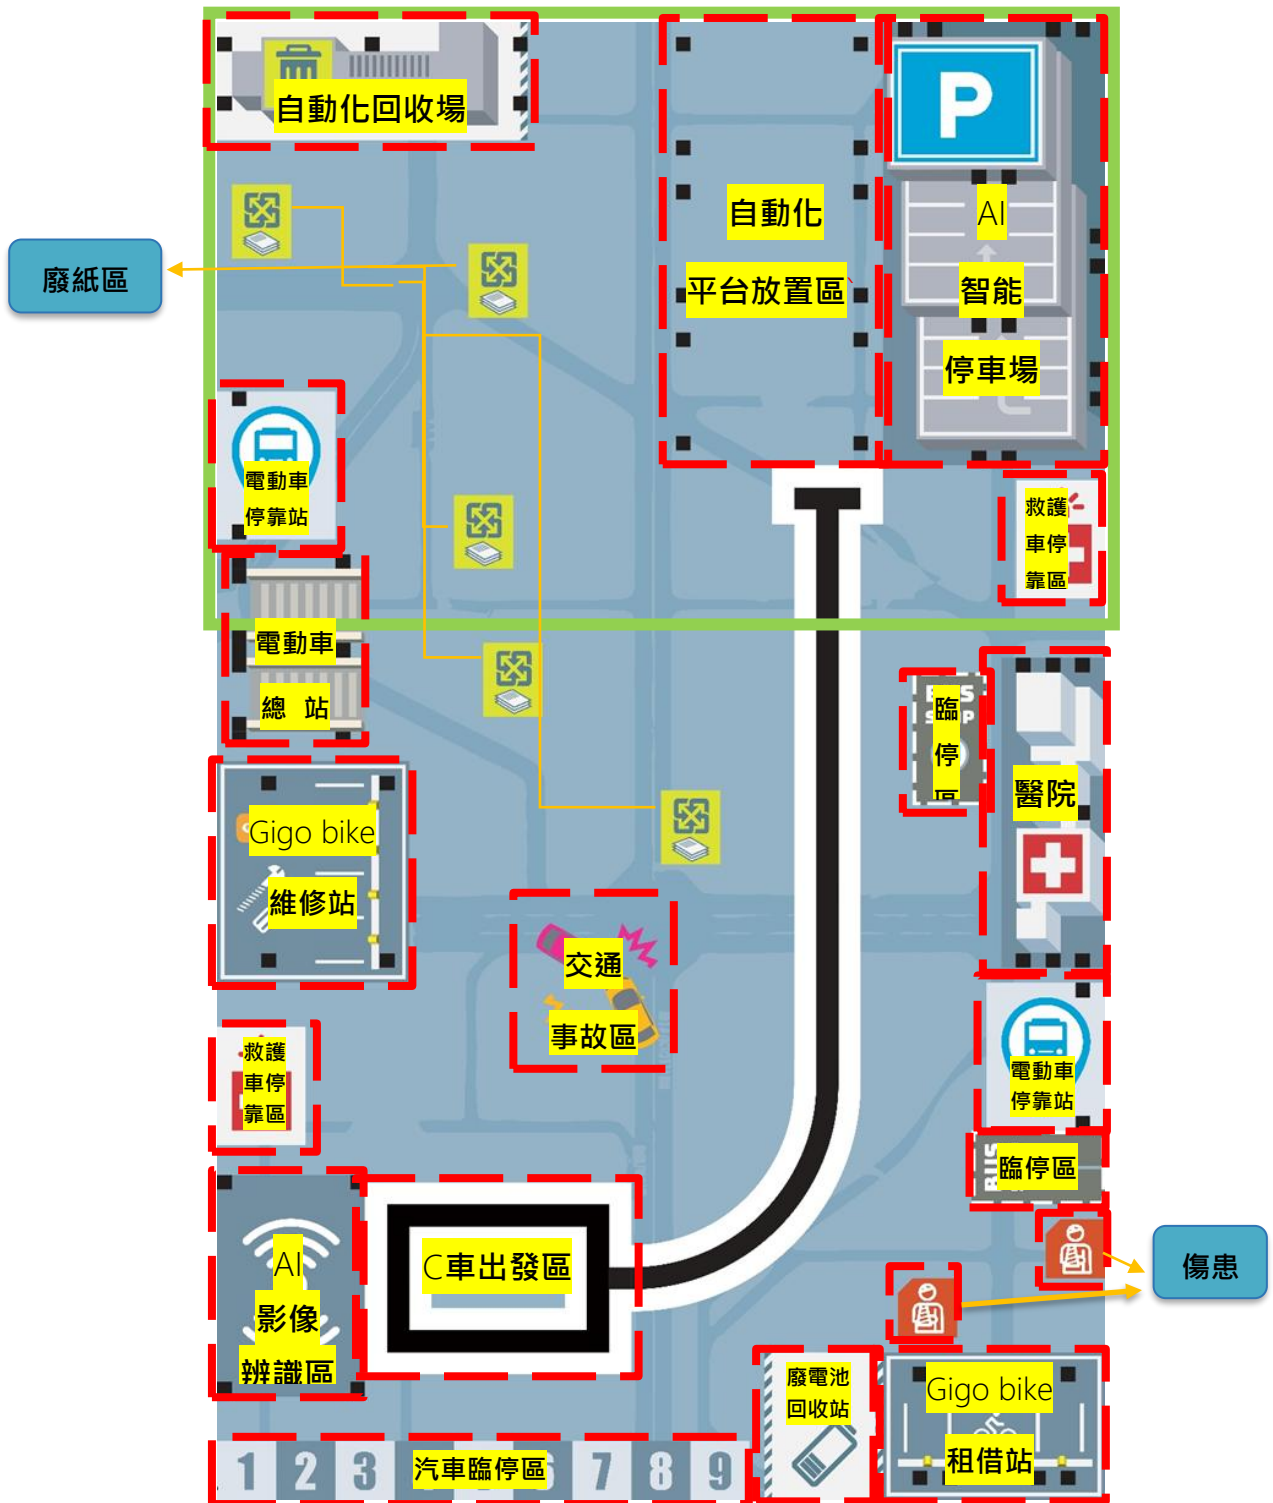 自動化回收場
P
自動化
平台放置區
AI
智能
停車場
廢紙區
電動車
停靠站
救護
車停
靠區
電動車
總 站
臨
停
區
醫院
Gigo bike
維修站
交通
事故區
救護
車停
靠區
電動車
停靠站
BUS
臨停區
AI
影像
辨識區
C車出發區
傷患
廢電池
回收站
Gigo bike
租借站
1 2 3 汽車臨停區 7 8 9